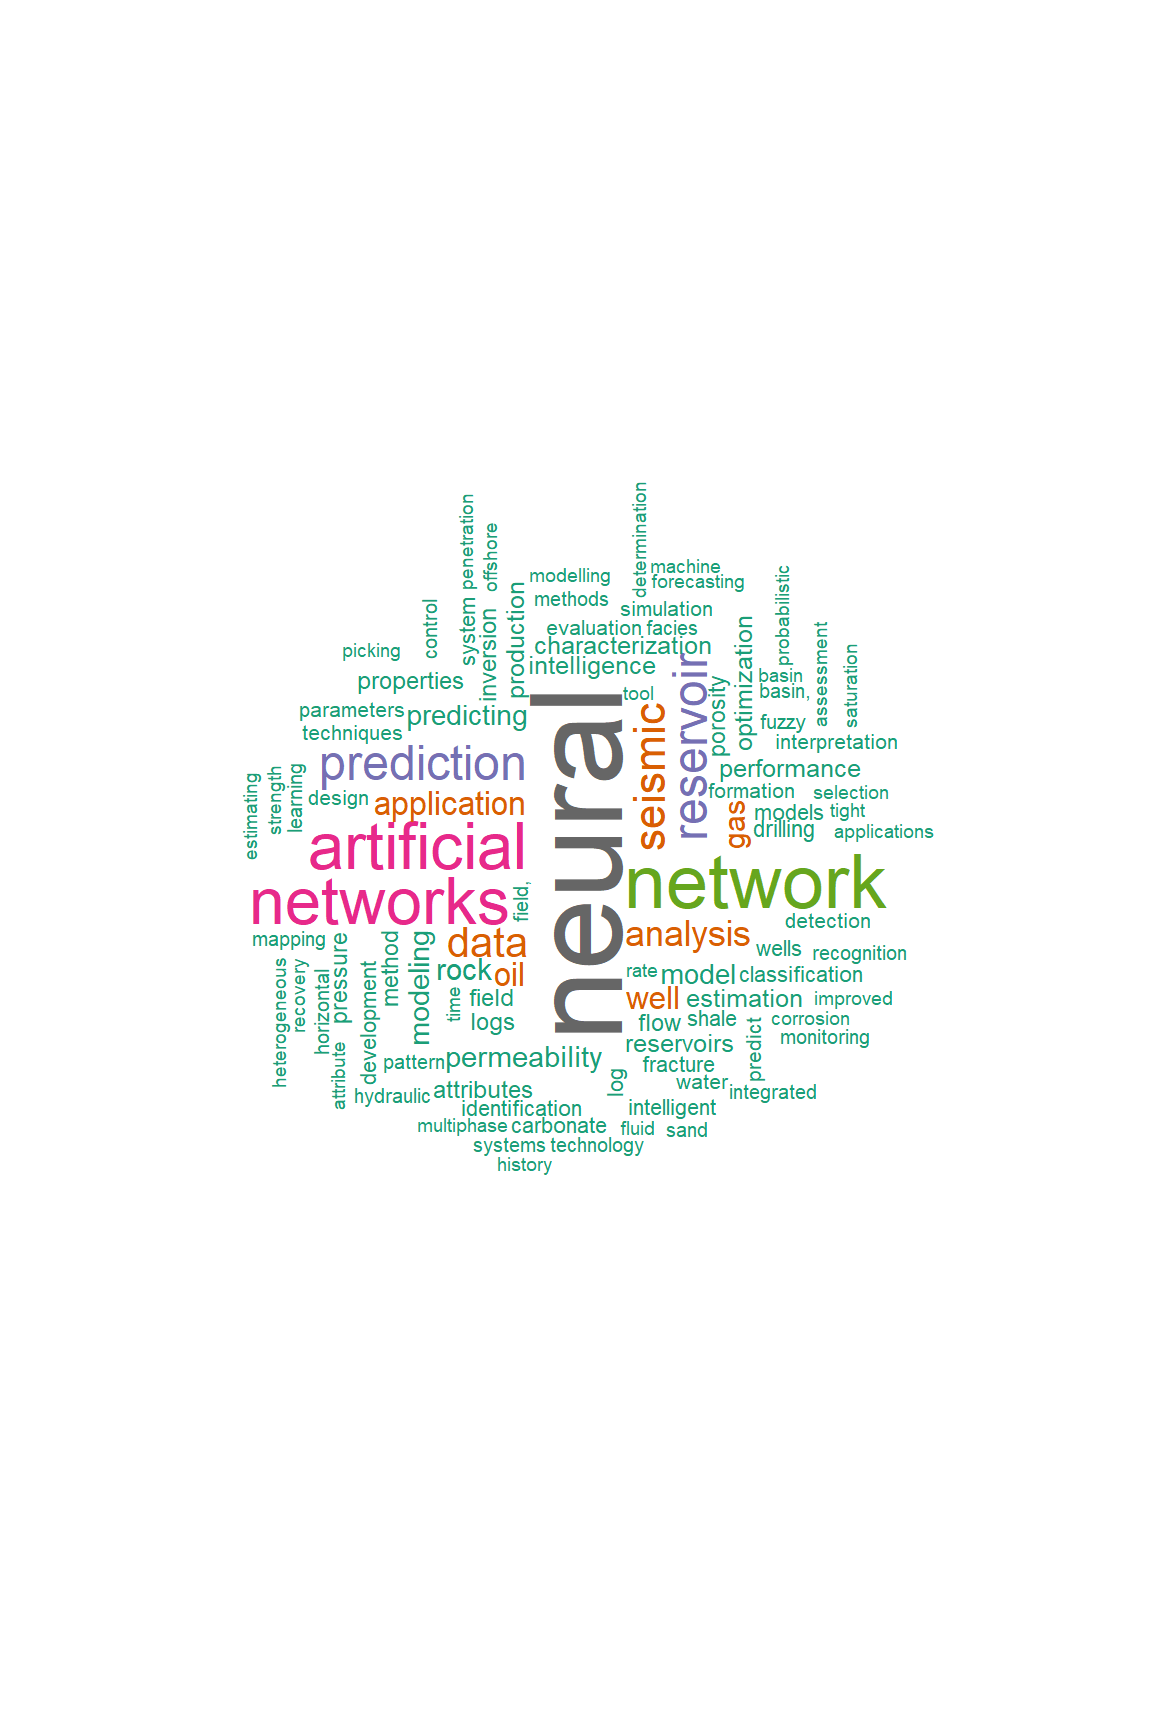 determination
penetration
offshore
machine
modelling
forecasting
probabilistic
methods
simulation
control
system
inversion
production
evaluation
facies
characterization
optimization
assessment
picking
intelligence
reservoir
saturation
properties
basin
tool
basin,
porosity
parameters
predicting
neural
seismic
fuzzy
techniques
interpretation
prediction
performance
estimating
strength
learning
design
application
formation
selection
gas
models
tight
drilling
applications
artificial
networks
field,
network
detection
mapping
pressure
method
modeling
data
analysis
wells
recognition
heterogeneous
recovery
horizontal
development
rock
oil
rate
model
classification
time
field
well
estimation
improved
logs
flow
shale
corrosion
monitoring
reservoirs
predict
attribute
pattern
permeability
fracture
log
water
hydraulic
attributes
integrated
identification
intelligent
multiphase
carbonate
fluid
sand
systems
technology
history